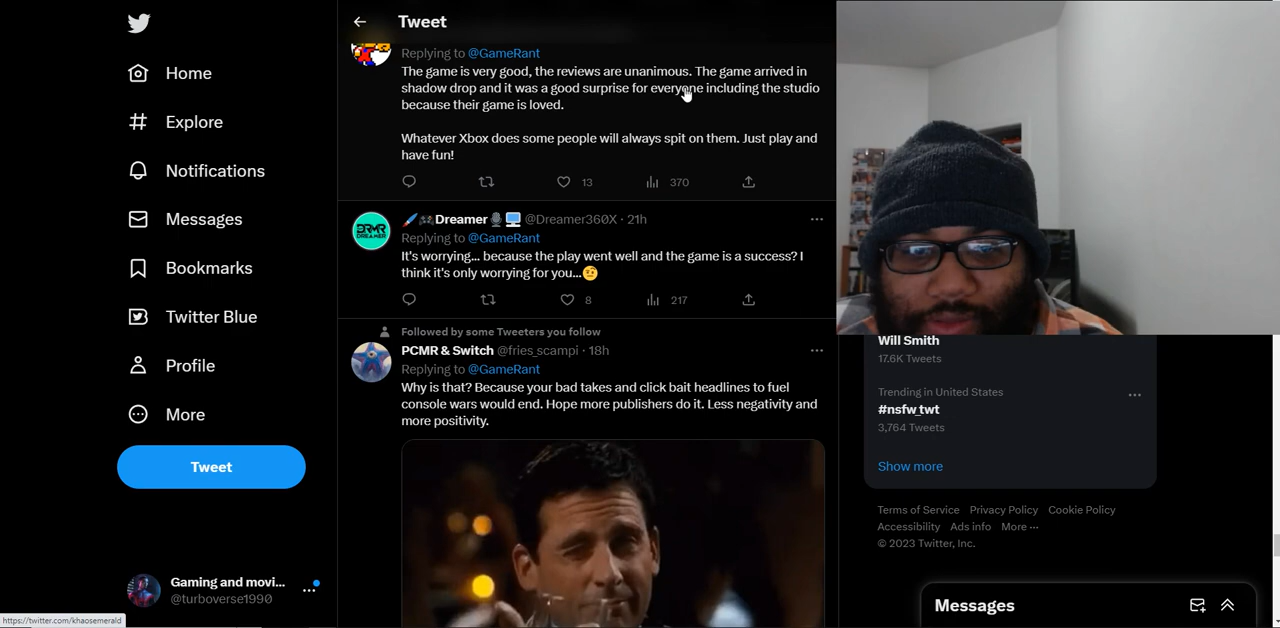 Tweet
Replying to @GameRant
The game is very good, the reviews are unanimous. The game arrived in
shadow drop and it was a good surprise for everyone including the studio
because their game is loved.
Whatever Xbox does some people will always spit on them. Just play and
have fun!
13 370
Dreamer @Dreamer360X · 21h
Replying to @GameRant
It's worrying... because the play went well and the game is a success? I
think it's only worrying for you...
8 217
Followed by some Tweeters you follow
PCMR & Switch @fries_scampi · 18h
Replying to @GameRant
Why is that? Because your bad takes and click bait headlines to fuel
console wars would end. Hope more publishers do it. Less negativity and
more positivity.
Home
Explore
Notifications
Messages
Bookmarks
Twitter Blue
Profile
More
Tweet
Gaming and movi...
@turboverse1990
https://twitter.com/khaosemerald
DRMR
DREAMER
Will Smith
17.6K Tweets
Trending in United States
#nsfw_twt
3,764 Tweets
Show more
Terms of Service Privacy Policy Cookie Policy
Accessibility Ads info More ···
© 2023 Twitter, Inc.
Messages